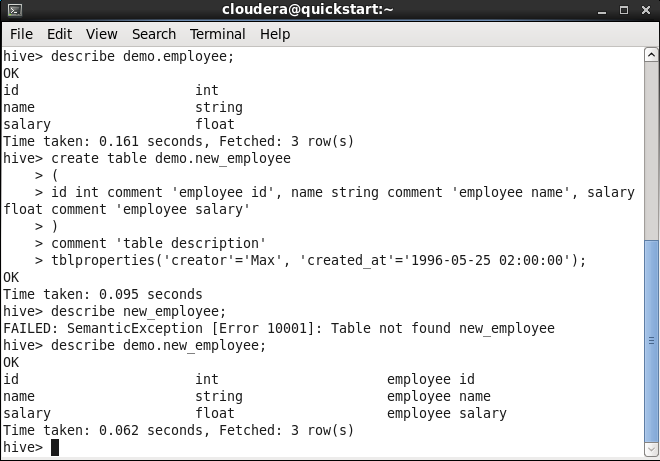 cloudera@quickstart:~
File Edit View Search Terminal Help
hive> describe demo.employee;
OK
id                      int
name                    string
salary                  float
Time taken: 0.161 seconds, Fetched: 3 row(s)
hive> create table demo.new_employee
    > (
    > id int comment 'employee id', name string comment 'employee name', salary
float comment 'employee salary'
    > )
    > comment 'table description'
    > tblproperties('creator'='Max', 'created_at'='1996-05-25 02:00:00');
OK
Time taken: 0.095 seconds
hive> describe new_employee;
FAILED: SemanticException [Error 10001]: Table not found new_employee
hive> describe demo.new_employee;
OK
id                      int                     employee id
name                    string                  employee name
salary                  float                   employee salary
Time taken: 0.062 seconds, Fetched: 3 row(s)
hive>